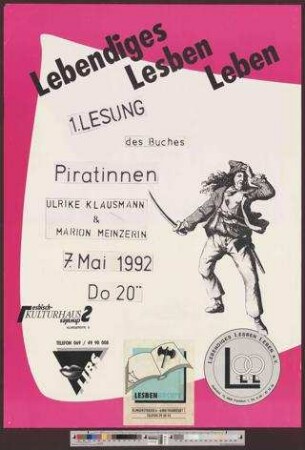 Lebendiges
Lesben
Leben
1. LESUNG
des Buches
Piratinnen
ULRIKE KLAUSMANN
&
MARION MEINZERIN
7. Mai 1992
Do 20°°
KULTURHAUS
LESBEN
LEBENDIGES LESBEN LEBEN e.V.
LLL